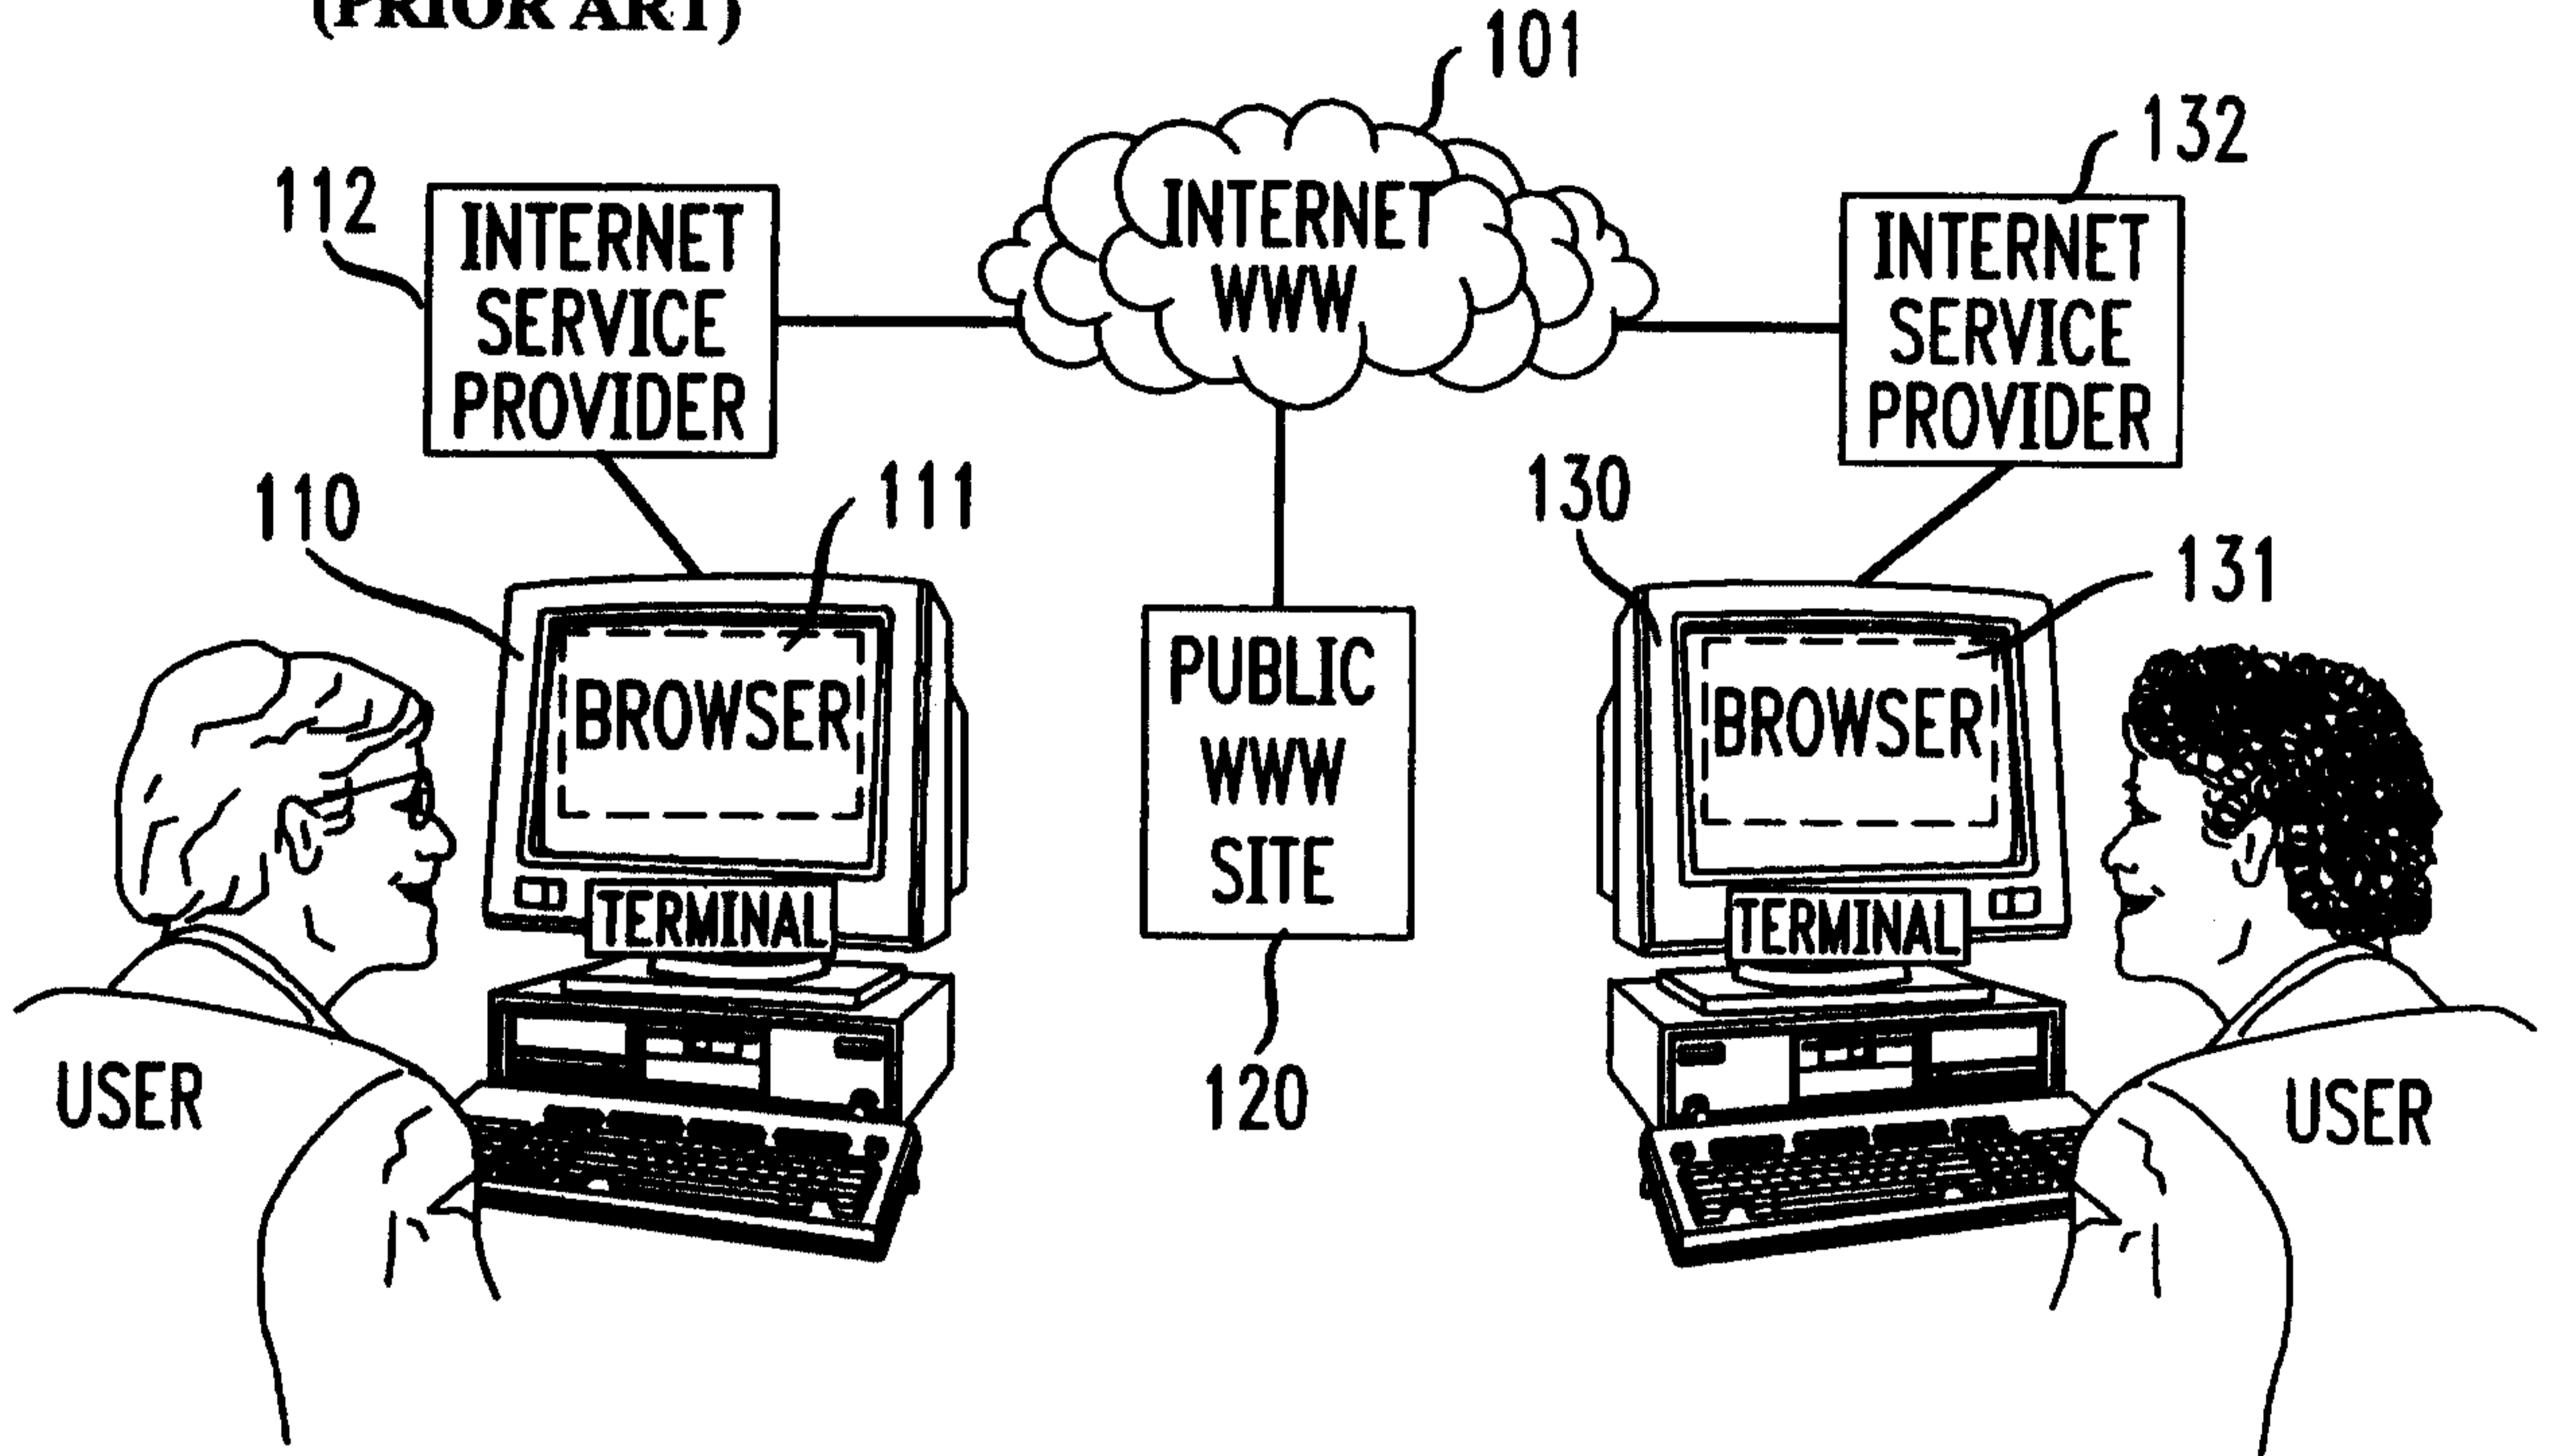 (PRIOR ART)
101
132
112
INTERNET
SERVICE
PROVIDER
INTERNET
WWW
INTERNET
SERVICE
PROVIDER
110
111
130
131
BROWSER
PUBLIC
WWW
SITE
BROWSER
TERMINAL
TERMINAL
120
USER
USER